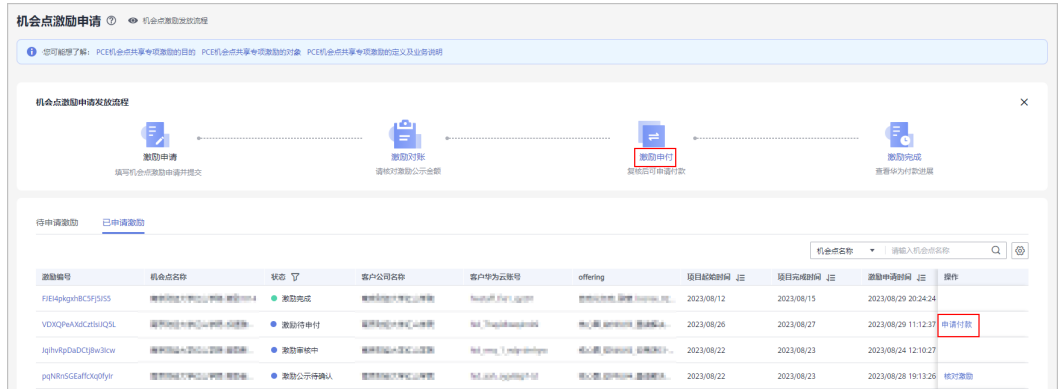 机会点激励申请 机会点激励发放流程
您可能想了解： PCE机会点共享专项激励的目的 PCE机会点共享专项激励的对象 PCE机会点共享专项激励的定义及业务说明
机会点激励申请发放流程
激励申请 激励对账 激励申付 激励完成
填写机会点激励申请并提交 请核对激励公示金额 复核后可申请付款 查看华为付款进展
待申请激励 已申请激励
机会点名称 请输入机会点名称
激励编号 机会点名称 状态 客户公司名称 客户华为云账号 offering 项目起始时间 项目完成时间 激励申请时间 操作
FJEI4pkgxhBC5FJ5IS5 激励完成 2023/08/12 2023/08/15 2023/08/29 20:24:24
VDXQPeAXdCztIsIJQ5L 激励待申付 2023/08/26 2023/08/27 2023/08/29 11:12:37 申请付款
JqihvRpDaDCtJ8w3Icw 激励审核中 2023/08/22 2023/08/23 2023/08/24 12:10:27
pqNRnSGEaffcXq0fyIr 激励公示待确认 2023/08/22 2023/08/23 2023/08/28 19:13:26 核对激励